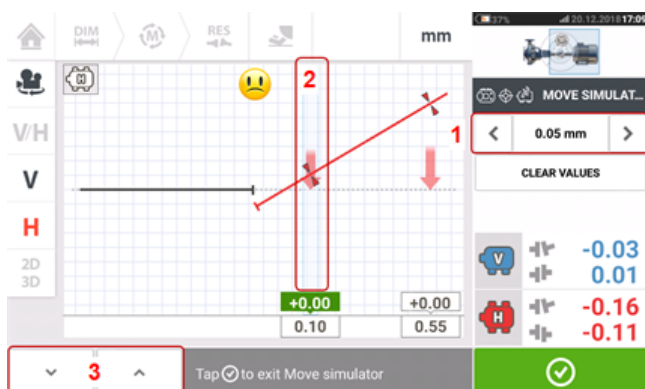 DIM
M
RES
mm
37%
20.12.2018 17:09
H
2
1
V/H
V
H
2D
3D
MOVE SIMULAT...
0.05 mm
CLEAR VALUES
V
-0.03
0.01
H
-0.16
-0.11
+0.00
+0.00
0.10
0.55
3
Tap to exit Move simulator